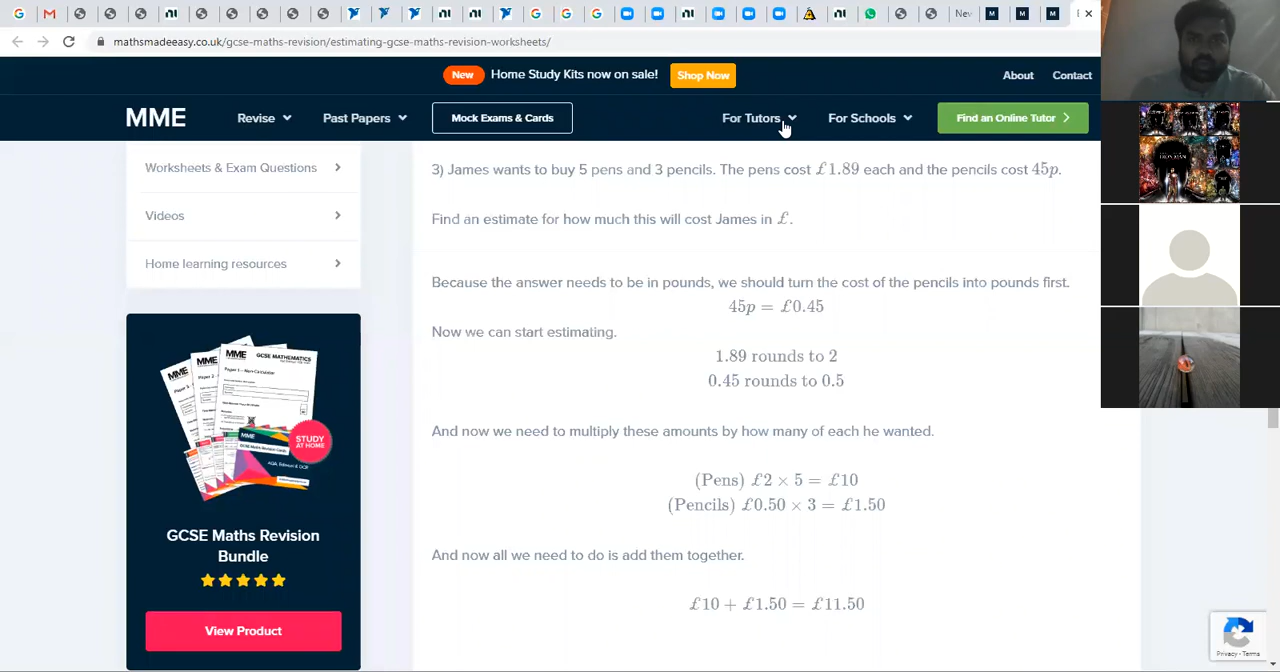 New
mathsmadeeasy.co.uk/gcse-maths-revision/estimating-gcse-maths-revision-worksheets/
New Home Study Kits now on sale! Shop Now
About Contact
MME Revise Past Papers Mock Exams & Cards For Tutors For Schools Find an Online Tutor
Worksheets & Exam Questions
Videos
Home learning resources
MME GCSE MATHEMATICS
MME
STUDY
AT HOME
GCSE Maths Revision
Bundle
View Product
3) James wants to buy 5 pens and 3 pencils. The pens cost £1.89 each and the pencils cost 45p.
Find an estimate for how much this will cost James in £.
Because the answer needs to be in pounds, we should turn the cost of the pencils into pounds first.
45p = £0.45
Now we can start estimating.
1.89 rounds to 2
0.45 rounds to 0.5
And now we need to multiply these amounts by how many of each he wanted.
(Pens) £2 × 5 = £10
(Pencils) £0.50 × 3 = £1.50
And now all we need to do is add them together.
£10 + £1.50 = £11.50
Privacy - Terms